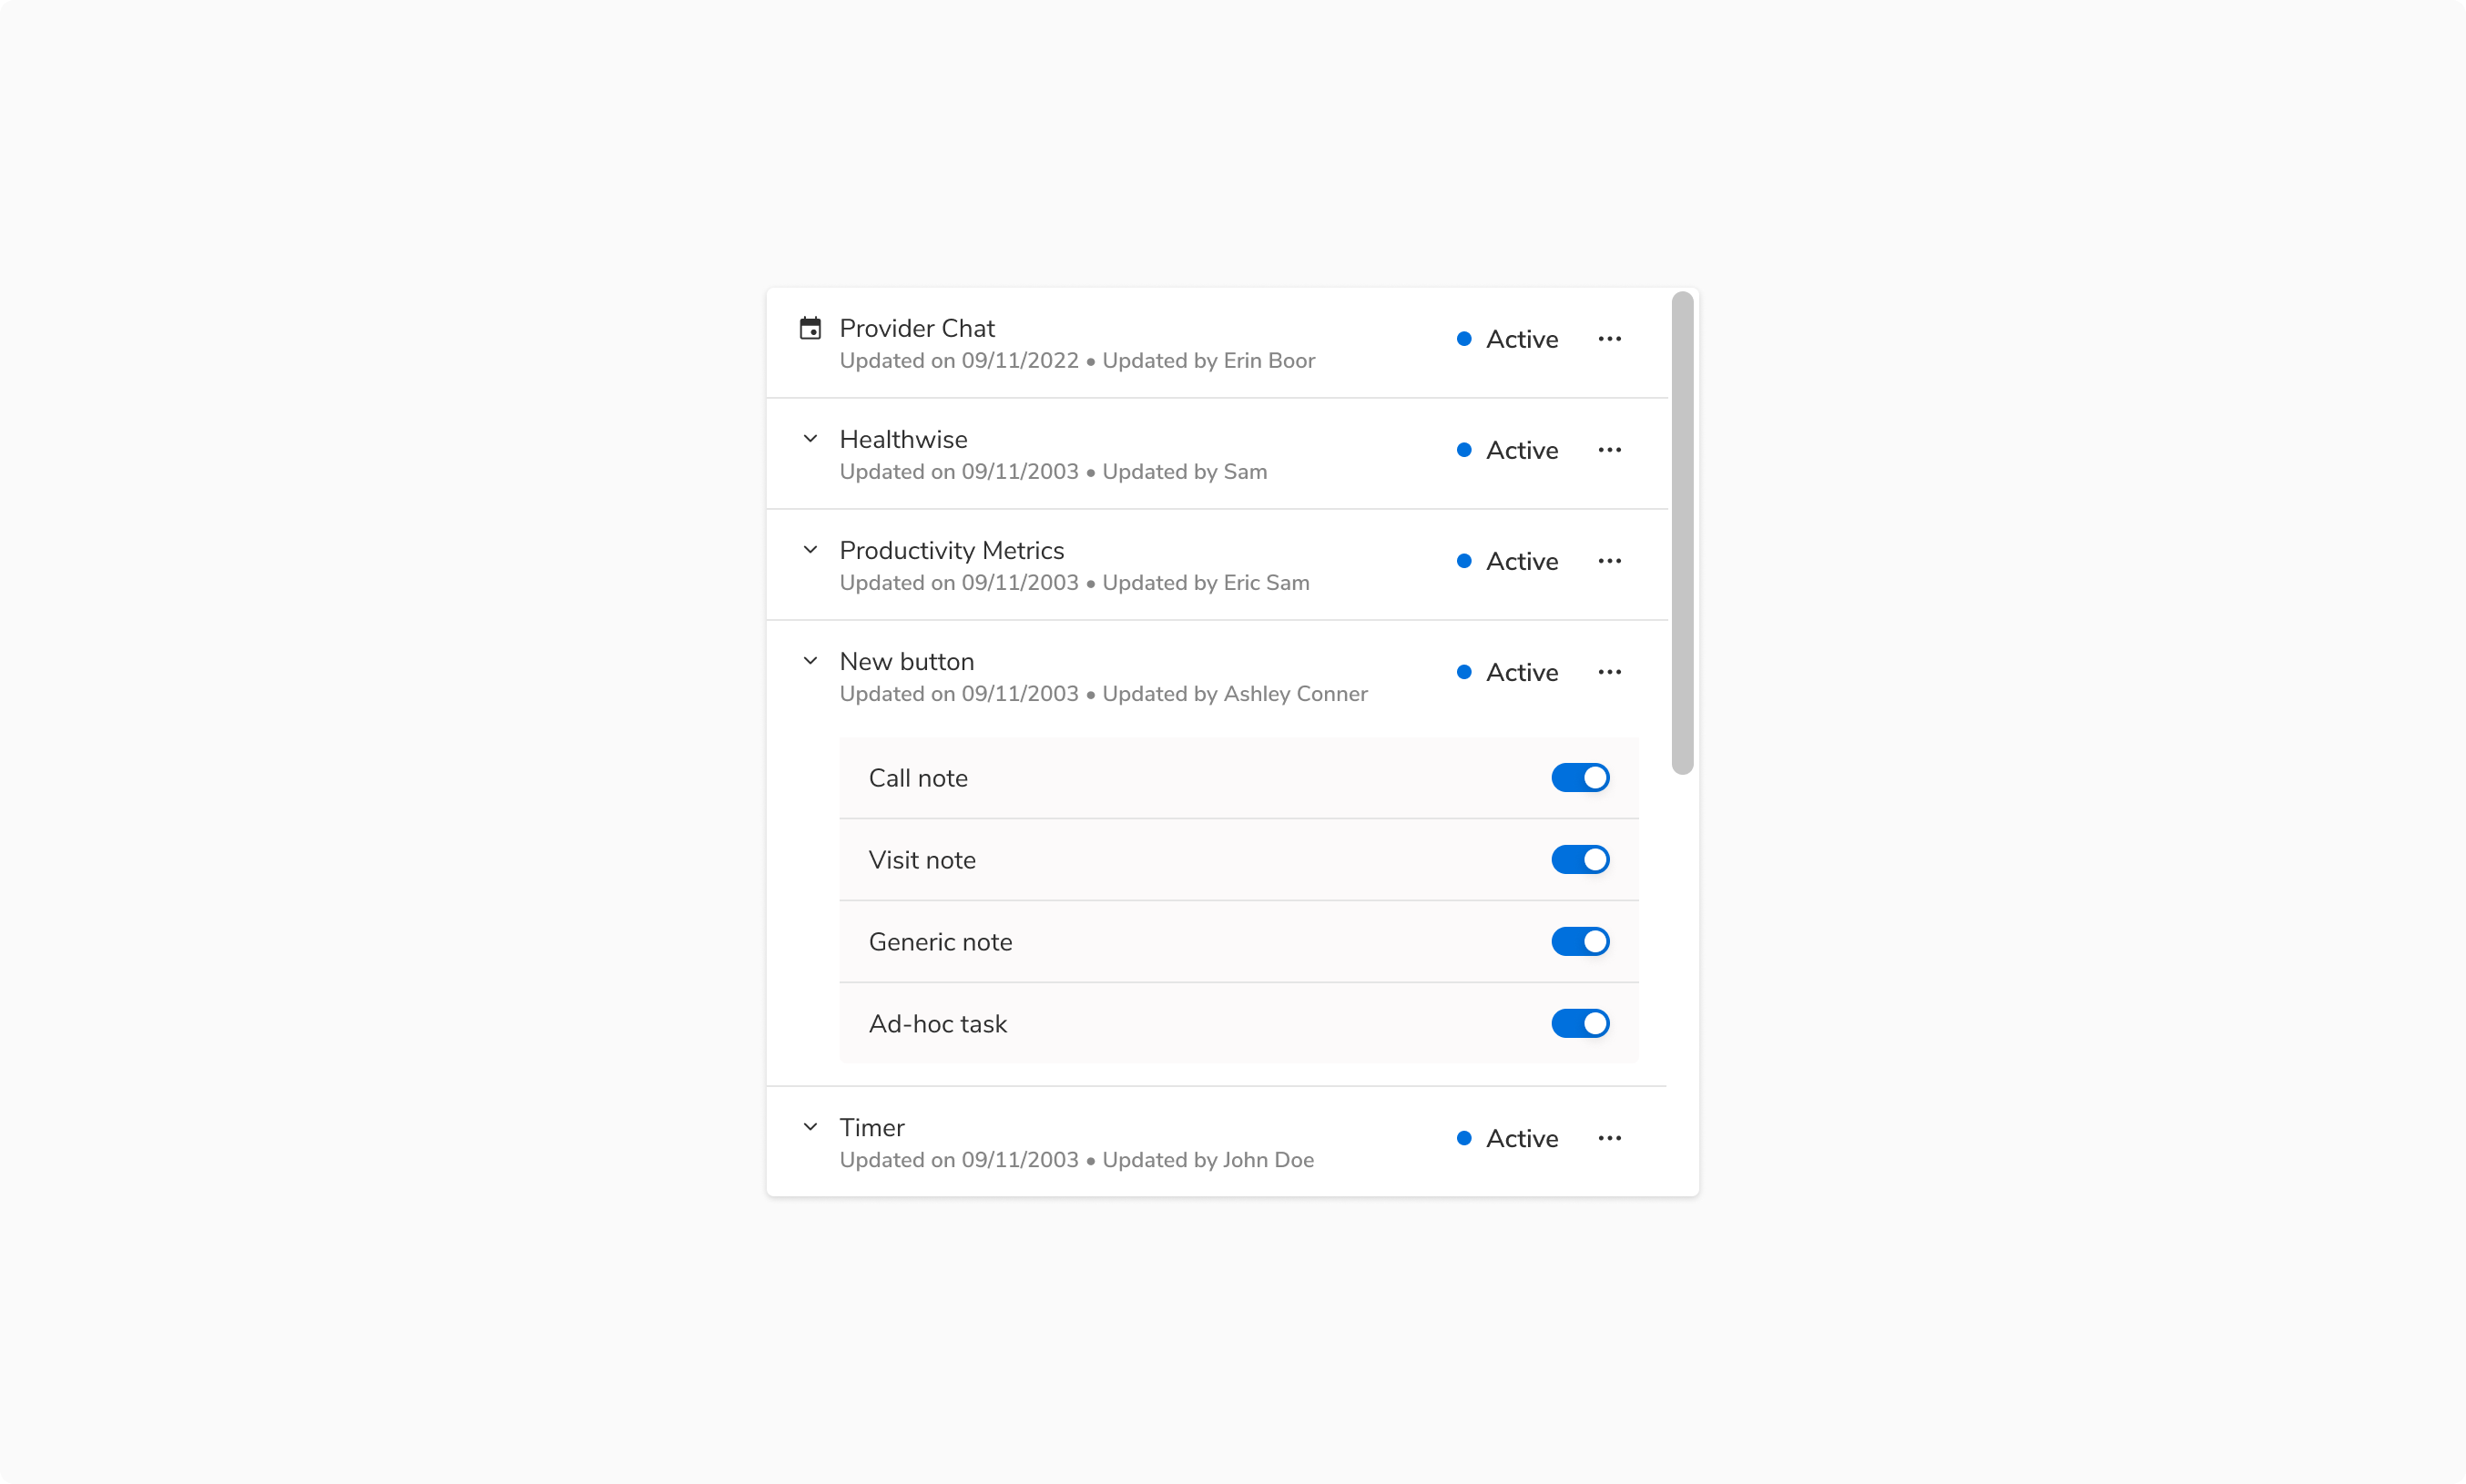 Provider Chat
Updated on 09/11/2022 • Updated by Erin Boor
Active
Healthwise
Updated on 09/11/2003 • Updated by Sam
Active
Productivity Metrics
Updated on 09/11/2003 • Updated by Eric Sam
Active
New button
Updated on 09/11/2003 • Updated by Ashley Conner
Active
Call note
Visit note
Generic note
Ad-hoc task
Timer
Updated on 09/11/2003 • Updated by John Doe
Active